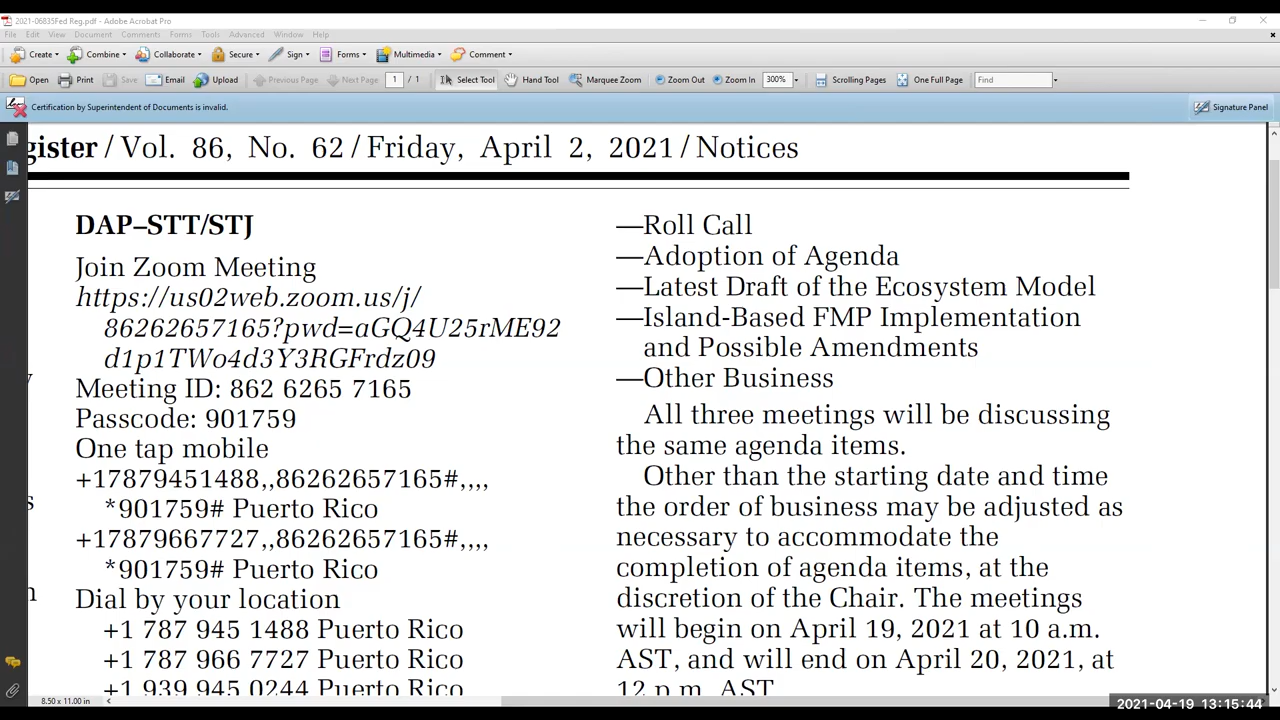 2021-06835Fed Reg.pdf - Adobe Acrobat Pro
File Edit View Document Comments Forms Tools Advanced Window Help
Create Combine Collaborate Secure Sign Forms Multimedia Comment
Open Print Save Email Upload Previous Page Next Page 1 / 1 Select Tool Hand Tool Marquee Zoom Zoom Out Zoom In 300% Scrolling Pages One Full Page Find
Certification by Superintendent of Documents is invalid.
Signature Panel
gister / Vol. 86, No. 62 / Friday, April 2, 2021 / Notices
DAP–STT/STJ
Join Zoom Meeting
https://us02web.zoom.us/j/
86262657165?pwd=aGQ4U25rME92
d1p1TWo4d3Y3RGFrdz09
Meeting ID: 862 6265 7165
Passcode: 901759
One tap mobile
+17879451488,,86262657165#,,,,
*901759# Puerto Rico
+17879667727,,86262657165#,,,,
*901759# Puerto Rico
Dial by your location
+1 787 945 1488 Puerto Rico
+1 787 966 7727 Puerto Rico
+1 939 945 0244 Puerto Rico
—Roll Call
—Adoption of Agenda
—Latest Draft of the Ecosystem Model
—Island-Based FMP Implementation
and Possible Amendments
—Other Business
All three meetings will be discussing
the same agenda items.
Other than the starting date and time
the order of business may be adjusted as
necessary to accommodate the
completion of agenda items, at the
discretion of the Chair. The meetings
will begin on April 19, 2021 at 10 a.m.
AST, and will end on April 20, 2021, at
12 p.m. AST
8.50 x 11.00 in
2021-04-19 13:15:44